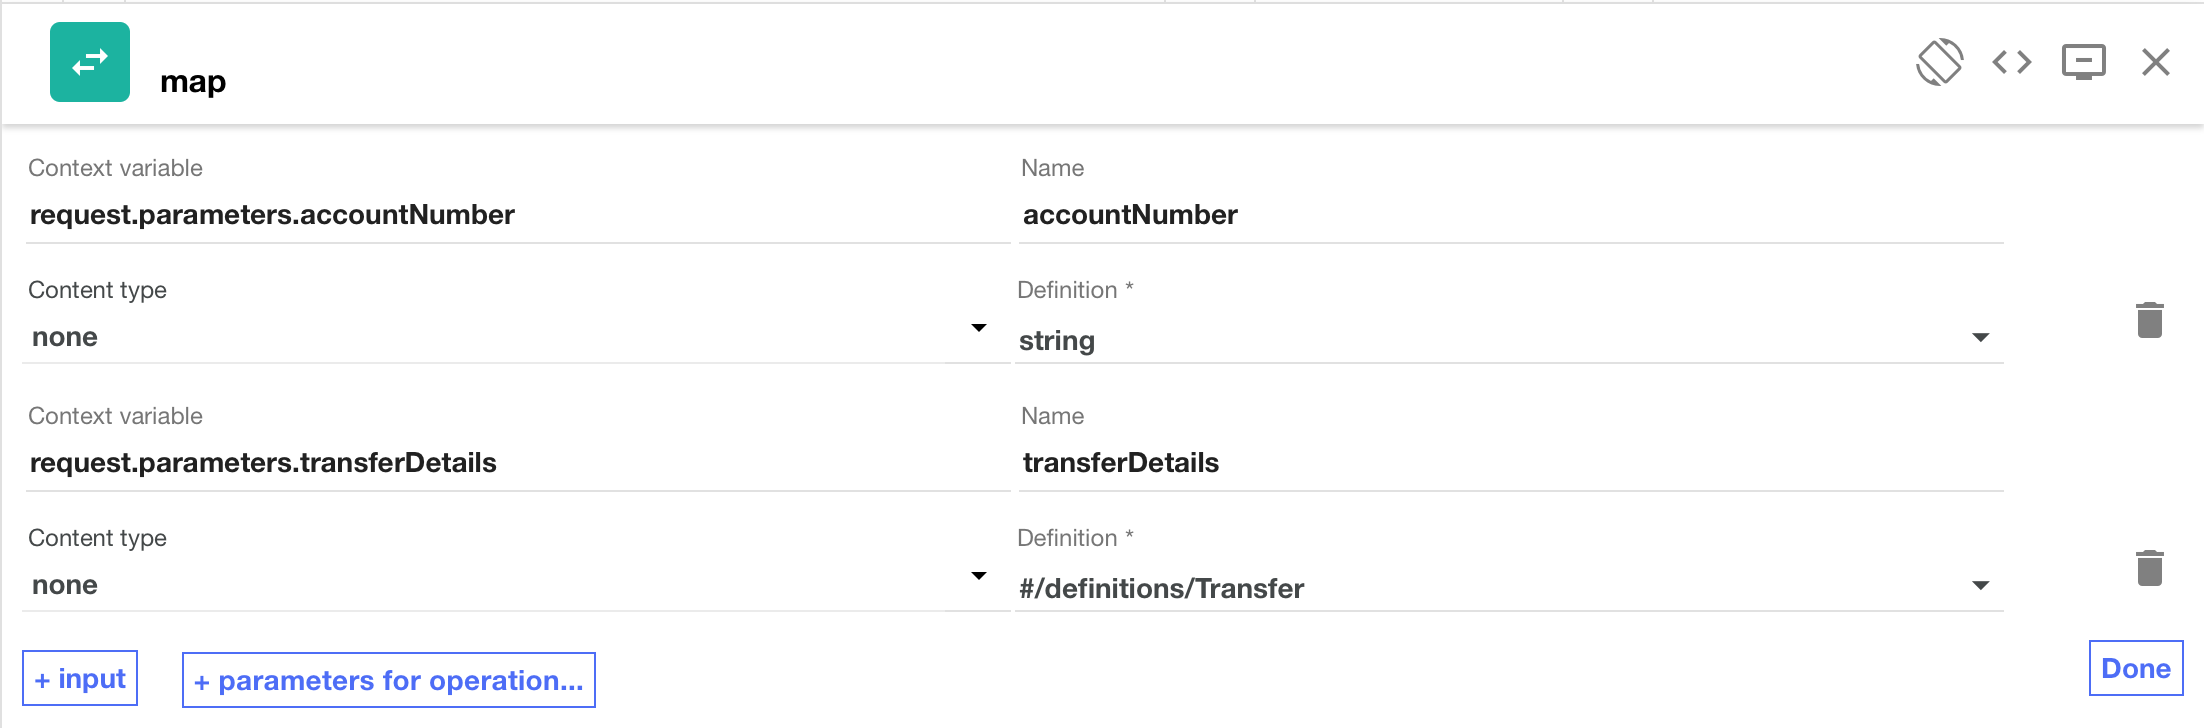 map
Context variable
Name
request.parameters.accountNumber
accountNumber
Content type
Definition *
none
string
Context variable
Name
request.parameters.transferDetails
transferDetails
Content type
Definition *
none
#/definitions/Transfer
+ input
+ parameters for operation...
Done